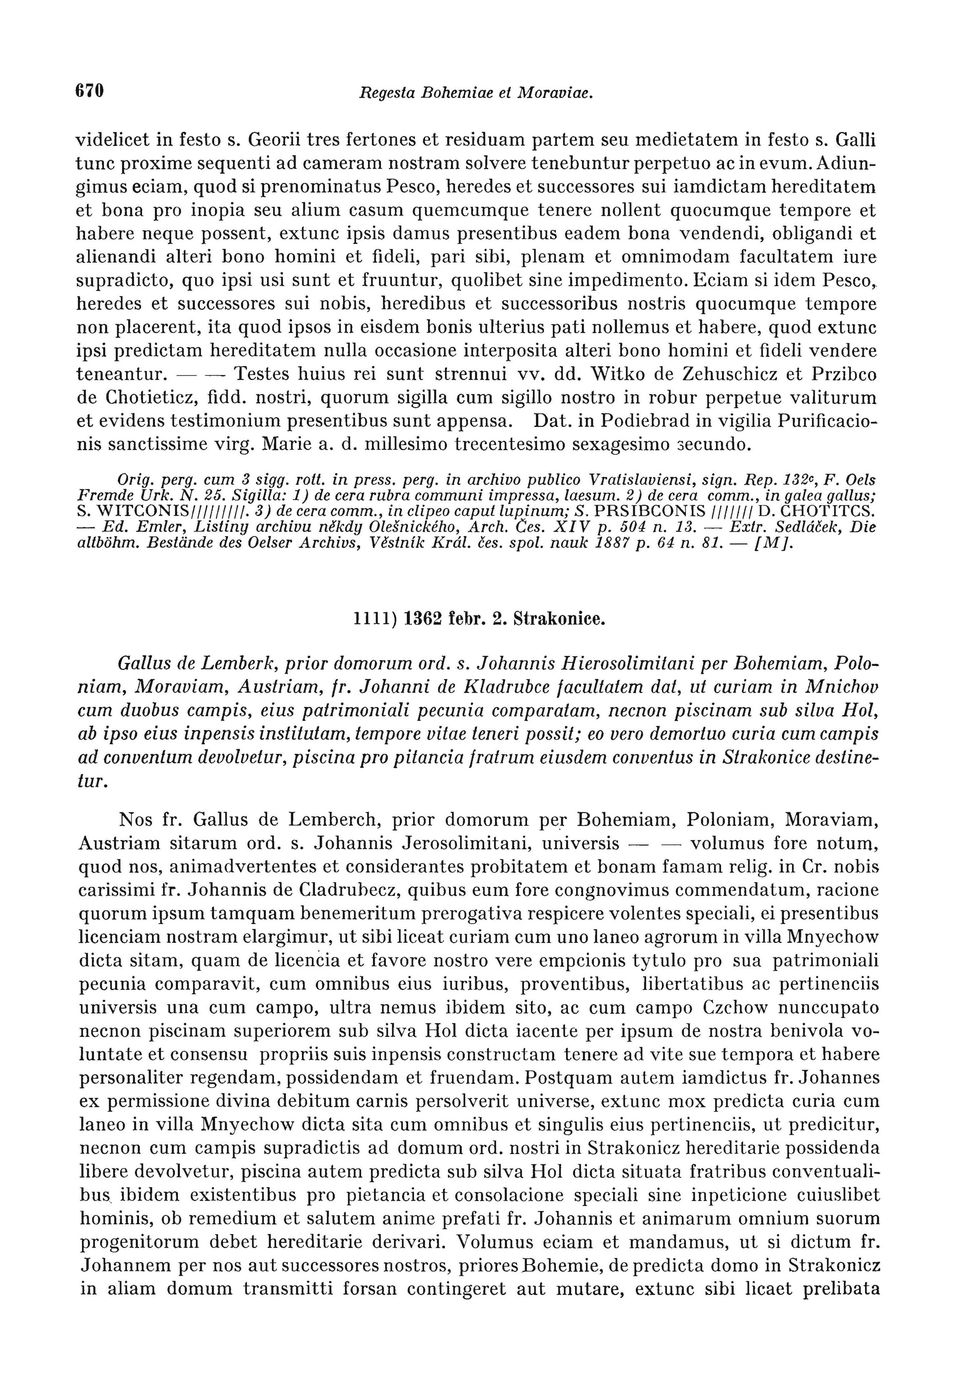 670
Regesta Bohemiae et Moraviae.
videlicet in festo s. Georii tres fertones et residuam partem seu medietatem in festo s. Galli
tunc proxime sequenti ad cameram nostram solvere tenebuntur perpetuo ac in evum. Adiun-
gimus eciam, quod si prenominatus Pesco, heredes et successores sui iamdictam hereditatem
et bona pro inopia seu alium casum quemcumque tenere nollent quocumque tempore et
habere neque possent, extunc ipsis damus presentibus eadem bona vendendi, obligandi et
alienandi alteri bono homini et fideli, pari sibi, plenam et omnimodam facultatem iure
supradicto, quo ipsi usi sunt et fruuntur, quolibet sine impedimento. Eciam si idem Pesco,
heredes et successores sui nobis, heredibus et successoribus nostris quocumque tempore
non placerent, ita quod ipsos in eisdem bonis ulterius pati nollemus et habere, quod extunc
ipsi predictam hereditatem nulla occasione interposita alteri bono homini et fideli vendere
teneantur. — — Testes huius rei sunt strennui vv. dd. Witko de Zehuschicz et Przibco
de Chotieticz, fidd. nostri, quorum sigilla cum sigillo nostro in robur perpetue valiturum
et evidens testimonium presentibus sunt appensa. Dat. in Podiebrad in vigilia Purificacio-
nis sanctissime virg. Marie a. d. millesimo trecentesimo sexagesimo secundo.
Orig. perg. cum 3 sigg. rott. in press. perg. in archivo publico Vratislaviensi, sign. Rep. 132ᶜ, F. Oels
Fremde Urk. N. 25. Sigilla: 1) de cera rubra communi impressa, laesum. 2) de cera comm., in galea gallus;
S. WITCONIS/////////. 3) de cera comm., in clipeo caput lupinum; S. PRSIBCONIS /////// D. CHOTITCS.
— Ed. Emler, Listiny archivu někdy Olešnického, Arch. Čes. XIV p. 504 n. 13. — Extr. Sedláček, Die
altböhm. Bestände des Oelser Archivs, Věstník Král. čes. spol. nauk 1887 p. 64 n. 81. — [M].
1111) 1362 febr. 2. Strakonice.
Gallus de Lemberk, prior domorum ord. s. Johannis Hierosolimitani per Bohemiam, Polo-
niam, Moraviam, Austriam, fr. Johanni de Kladrubce facultatem dat, ut curiam in Mnichov
cum duobus campis, eius patrimoniali pecunia comparatam, necnon piscinam sub silva Hol,
ab ipso eius inpensis institutam, tempore vitae teneri possit; eo vero demortuo curia cum campis
ad conventum devolvetur, piscina pro pitancia fratrum eiusdem conventus in Strakonice destine-
tur.
Nos fr. Gallus de Lemberch, prior domorum per Bohemiam, Poloniam, Moraviam,
Austriam sitarum ord. s. Johannis Jerosolimitani, universis — — volumus fore notum,
quod nos, animadvertentes et considerantes probitatem et bonam famam relig. in Cr. nobis
carissimi fr. Johannis de Cladrubecz, quibus eum fore congnovimus commendatum, racione
quorum ipsum tamquam benemeritum prerogativa respicere volentes speciali, ei presentibus
licenciam nostram elargimur, ut sibi liceat curiam cum uno laneo agrorum in villa Mnyechow
dicta sitam, quam de licencia et favore nostro vere empcionis tytulo pro sua patrimoniali
pecunia comparavit, cum omnibus eius iuribus, proventibus, libertatibus ac pertinenciis
universis una cum campo, ultra nemus ibidem sito, ac cum campo Czchow nunccupato
necnon piscinam superiorem sub silva Hol dicta iacente per ipsum de nostra benivola vo-
luntate et consensu propriis suis inpensis constructam tenere ad vite sue tempora et habere
personaliter regendam, possidendam et fruendam. Postquam autem iamdictus fr. Johannes
ex permissione divina debitum carnis persolverit universe, extunc mox predicta curia cum
laneo in villa Mnyechow dicta sita cum omnibus et singulis eius pertinenciis, ut predicitur,
necnon cum campis supradictis ad domum ord. nostri in Strakonicz hereditarie possidenda
libere devolvetur, piscina autem predicta sub silva Hol dicta situata fratribus conventuali-
bus ibidem existentibus pro pietancia et consolacione speciali sine inpeticione cuiuslibet
hominis, ob remedium et salutem anime prefati fr. Johannis et animarum omnium suorum
progenitorum debet hereditarie derivari. Volumus eciam et mandamus, ut si dictum fr.
Johannem per nos aut successores nostros, priores Bohemie, de predicta domo in Strakonicz
in aliam domum transmitti forsan contingeret aut mutare, extunc sibi licaet prelibata